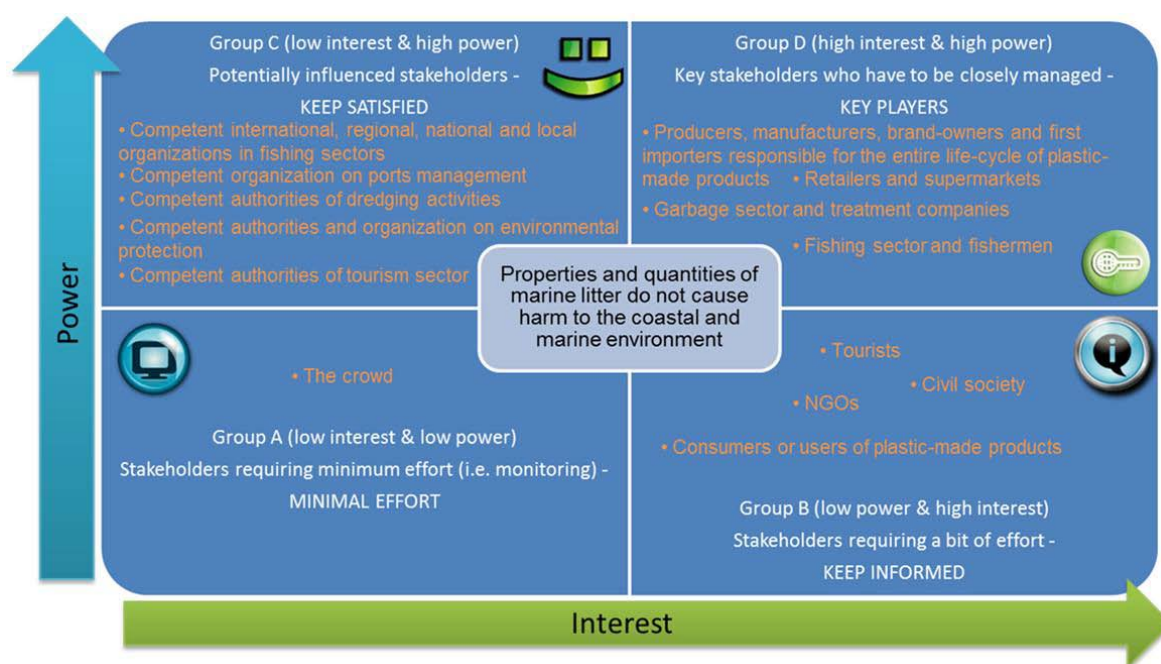 Group C (low interest & high power)
Potentially influenced stakeholders -
KEEP SATISFIED
• Competent international, regional, national and local
organizations in fishing sectors
• Competent organization on ports management
• Competent authorities of dredging activities
• Competent authorities and organization on environmental
protection
• Competent authorities of tourism sector
Group D (high interest & high power)
Key stakeholders who have to be closely managed -
KEY PLAYERS
• Producers, manufacturers, brand-owners and first
importers responsible for the entire life-cycle of plastic-
made products • Retailers and supermarkets
• Garbage sector and treatment companies
• Fishing sector and fishermen
Properties and quantities of
marine litter do not cause
harm to the coastal and
marine environment
• The crowd
Group A (low interest & low power)
Stakeholders requiring minimum effort (i.e. monitoring) -
MINIMAL EFFORT
• Tourists
• Civil society
• NGOs
• Consumers or users of plastic-made products
Group B (low power & high interest)
Stakeholders requiring a bit of effort -
KEEP INFORMED
Power
Interest